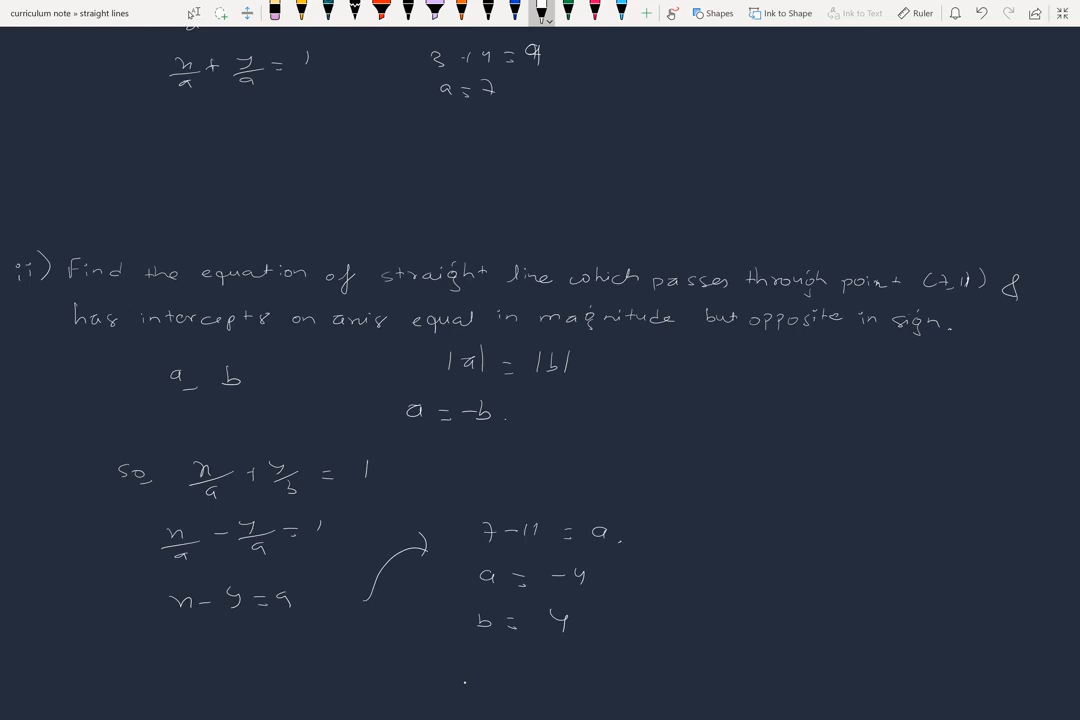 curriculum note » straight lines
Shapes Ink to Shape Ink to Text Ruler
x/a + y/a = 1
3 + 4 = a
a = 7
ii) Find the equation of straight line which passes through point (7, 11) &
has intercepts on axis equal in magnitude but opposite in sign.
a b
|a| = |b|
a = -b.
So x/a + y/b = 1
x/a - y/a = 1
x - y = a
7 - 11 = a.
a = -4
b = 4